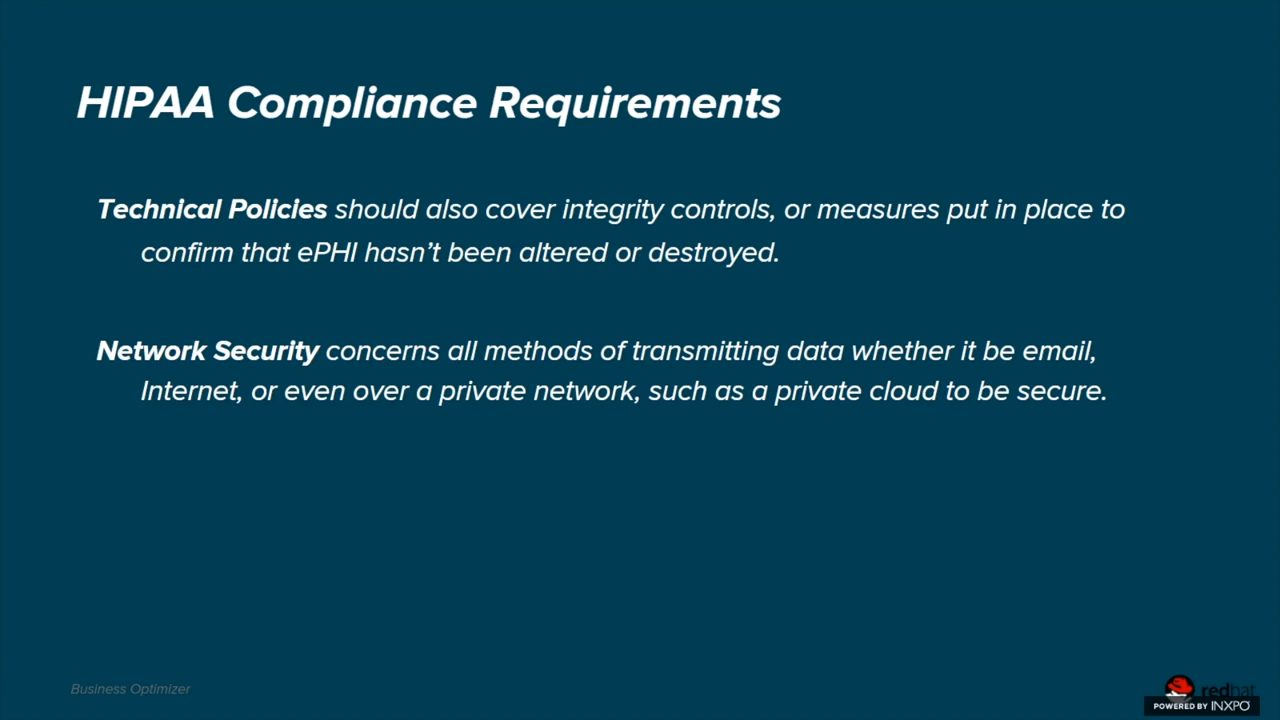 HIPAA Compliance Requirements
Technical Policies should also cover integrity controls, or measures put in place to
confirm that ePHI hasn’t been altered or destroyed.
Network Security concerns all methods of transmitting data whether it be email,
Internet, or even over a private network, such as a private cloud to be secure.
Business Optimizer
redhat
POWERED BY INXPO